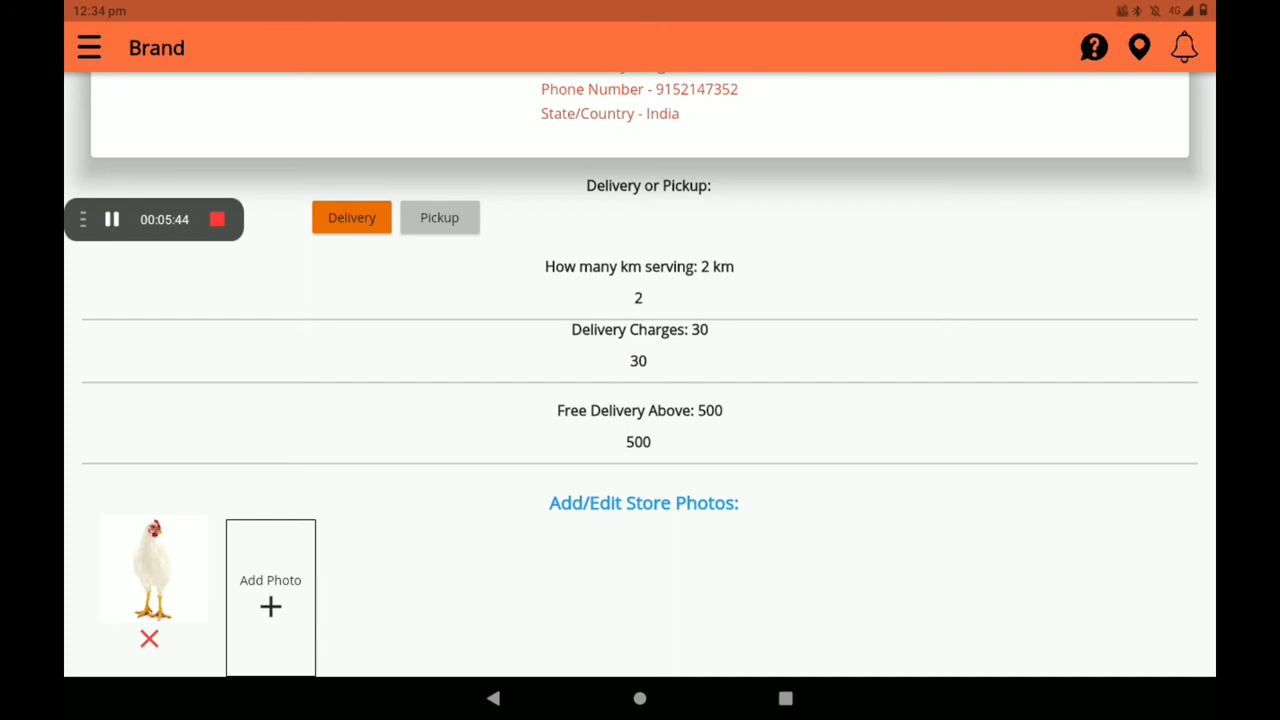 12:34 pm
4G
Brand
Phone Number - 9152147352
State/Country - India
Delivery or Pickup:
00:05:44
Delivery
Pickup
How many km serving: 2 km
2
Delivery Charges: 30
30
Free Delivery Above: 500
500
Add/Edit Store Photos:
Add Photo